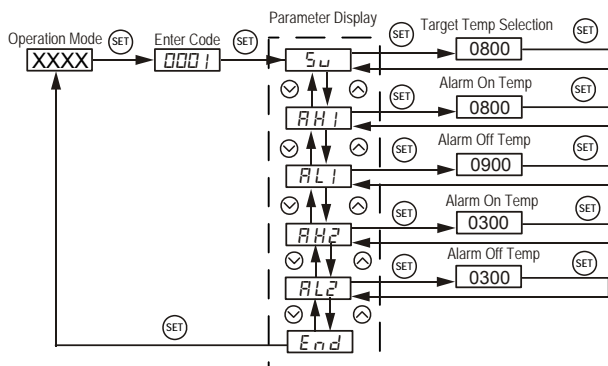 Parameter Display
Operation Mode SET Enter Code SET SET Target Temp Selection SET
XXXX 0001 Su 0800
SET Alarm On Temp SET
AH1 0800
SET Alarm Off Temp SET
AL1 0900
SET Alarm On Temp SET
AH2 0300
SET Alarm Off Temp SET
AL2 0300
SET
End